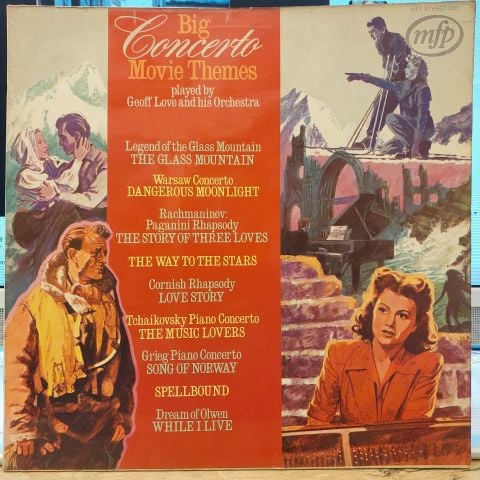 MFP STEREO 5261
mfp
Big
Concerto
Movie Themes
played by
Geoff Love and his Orchestra
Legend of the Glass Mountain
THE GLASS MOUNTAIN
Warsaw Concerto
DANGEROUS MOONLIGHT
Rachmaninov:
Paganini Rhapsody
THE STORY OF THREE LOVES
THE WAY TO THE STARS
Cornish Rhapsody
LOVE STORY
Tchaikovsky Piano Concerto
THE MUSIC LOVERS
Grieg Piano Concerto
SONG OF NORWAY
SPELLBOUND
Dream of Olwen
WHILE I LIVE